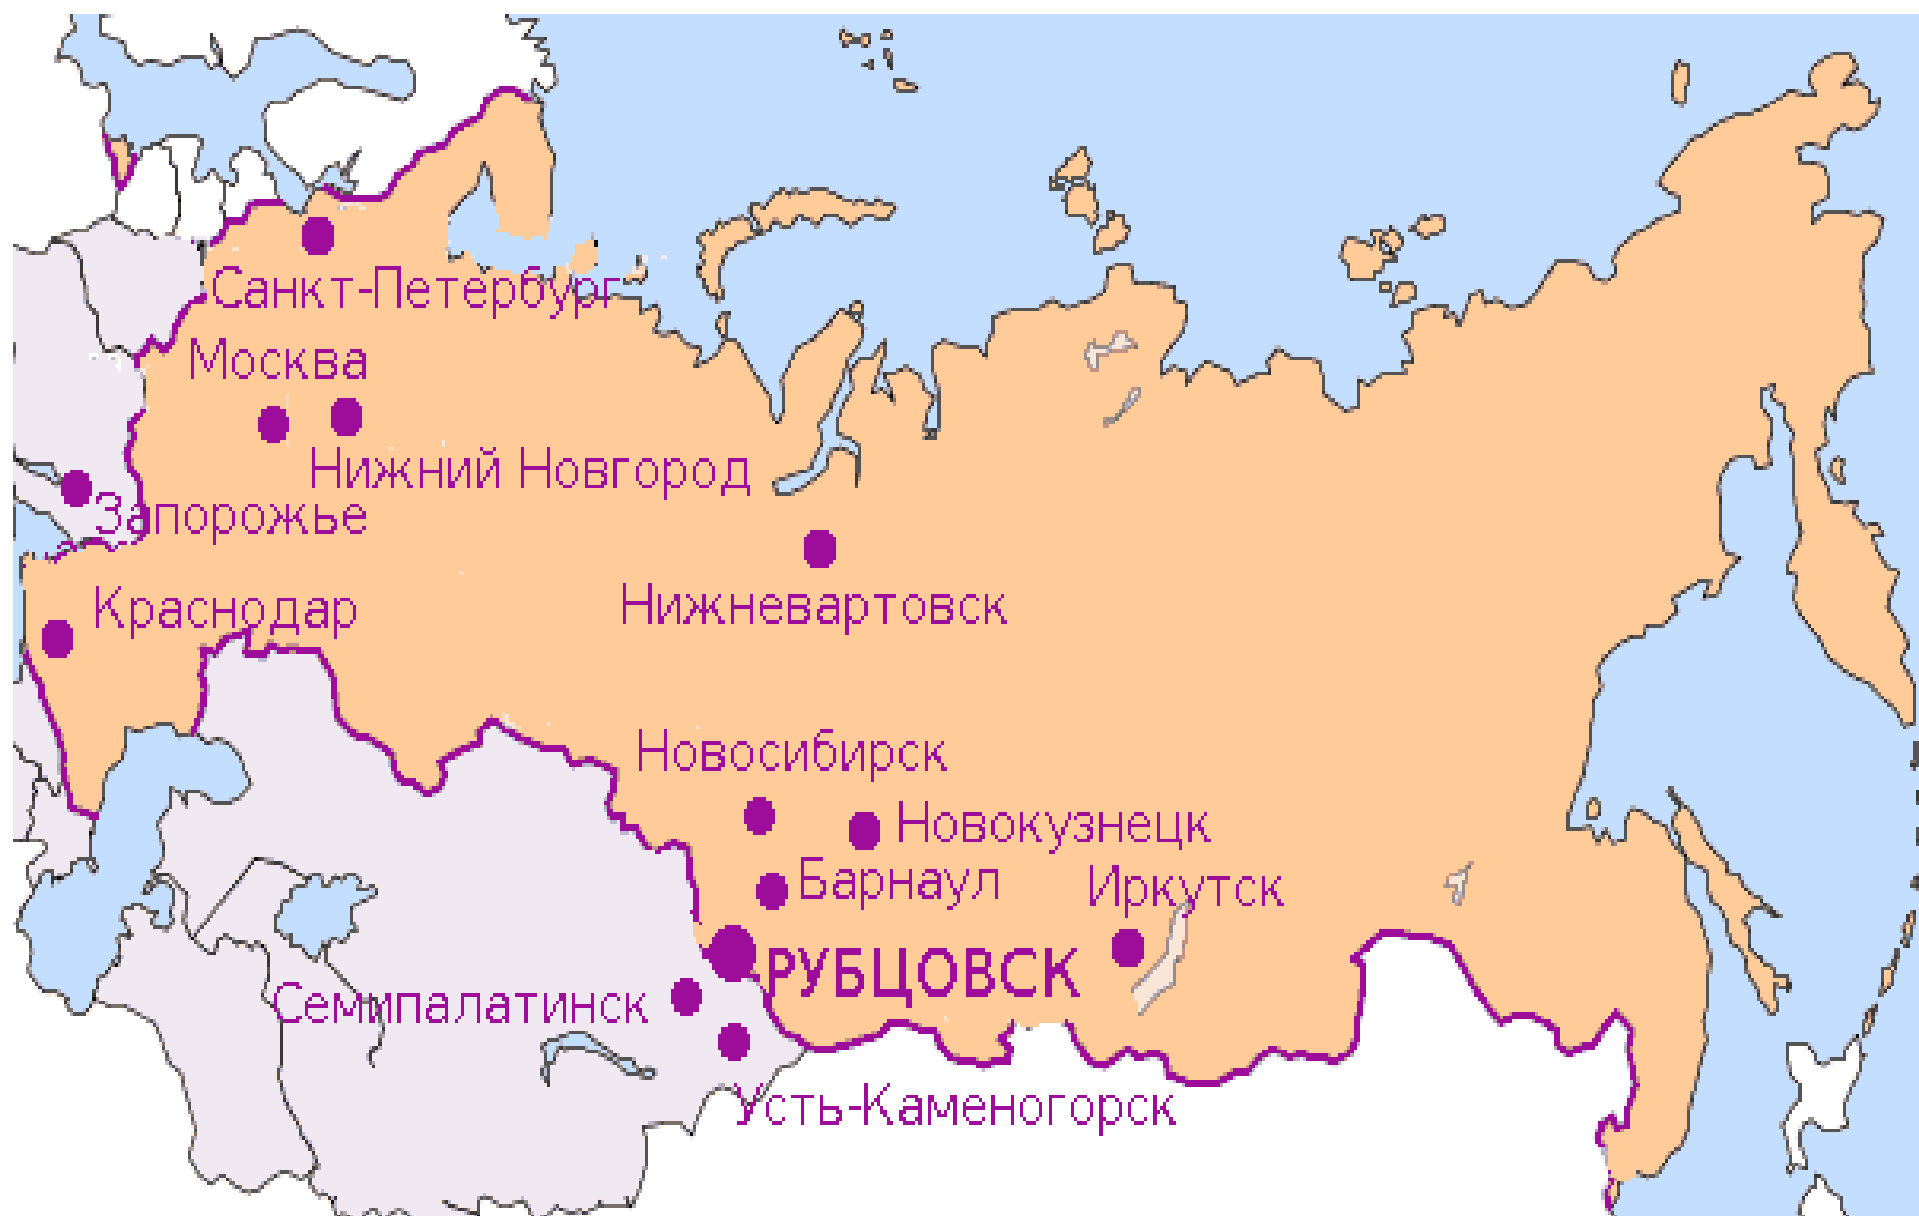 Санкт-Петербург
Москва
Нижний Новгород
Запорожье
Краснодар
Нижневартовск
Новосибирск
Новокузнецк
Барнаул
Иркутск
РУБЦОВСК
Семипалатинск
Усть-Каменогорск